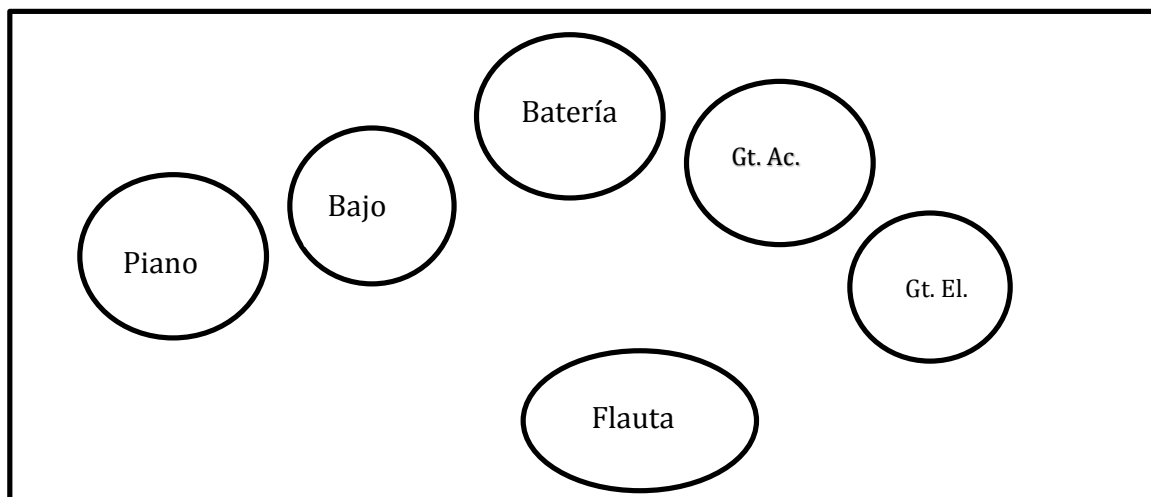 Batería
Gt. Ac.
Bajo
Piano
Gt. El.
Flauta